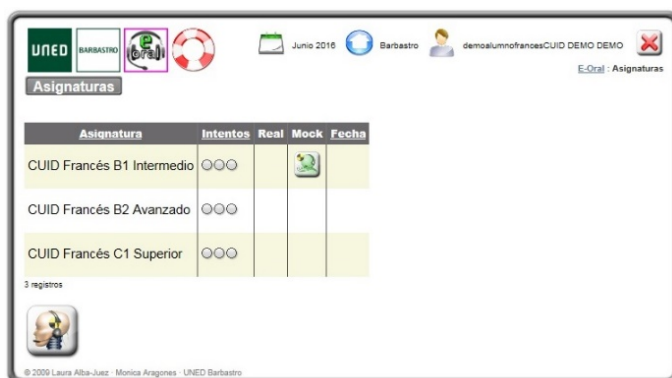 UNED BARBASTRO e (oral) Junio 2016 Barbastro demoalumnofrancesCUID DEMO DEMO
E-Oral : Asignaturas
Asignaturas
Asignatura Intentos Real Mock Fecha
CUID Francés B1 Intermedio
CUID Francés B2 Avanzado
CUID Francés C1 Superior
3 registros
© 2009 Laura Alba-Juez · Monica Aragones · UNED Barbastro